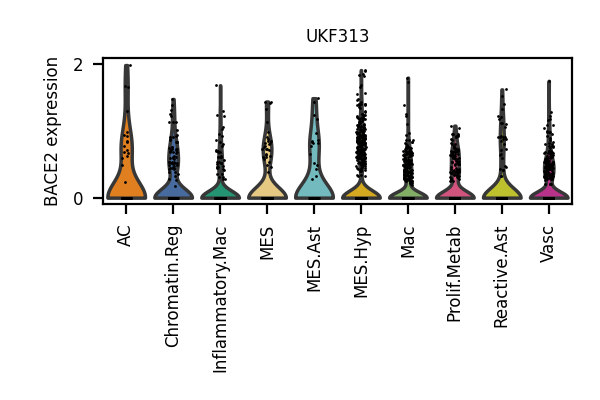 UKF313
BACE2 expression
2
0
AC
Chromatin.Reg
Inflammatory.Mac
MES
MES.Ast
MES.Hyp
Mac
Prolif.Metab
Reactive.Ast
Vasc